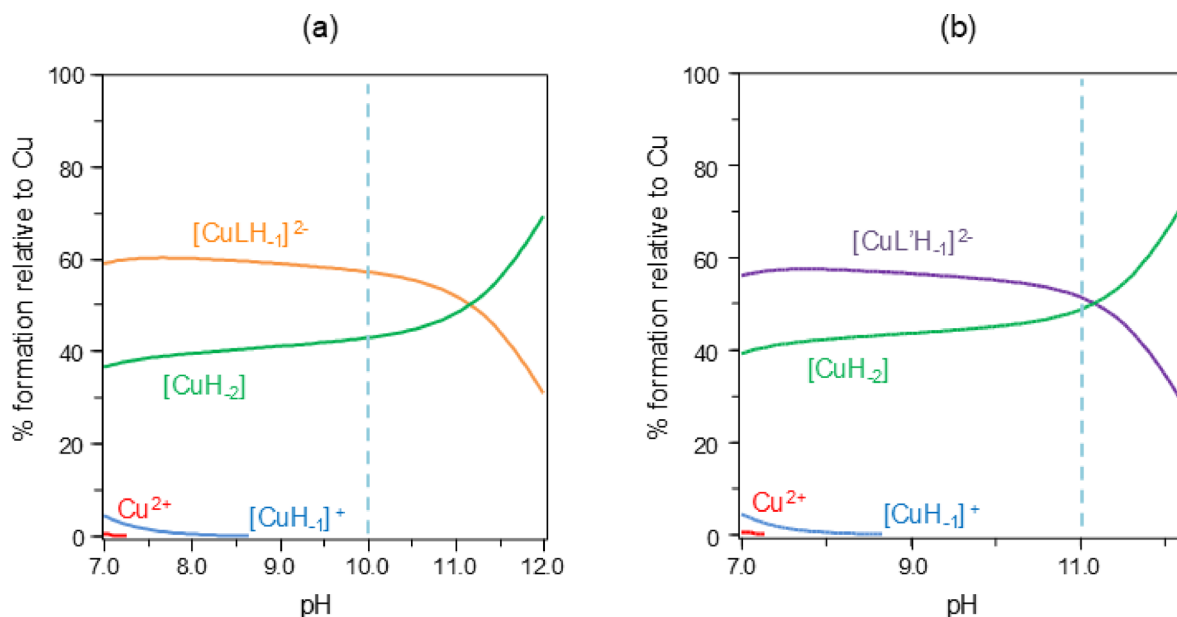 (a)
% formation relative to Cu
100
80
60
40
20
0
[CuLH₋₁]²⁻
[CuH₋₂]
Cu²⁺
[CuH₋₁]⁺
7.0 8.0 9.0 10.0 11.0 12.0
pH
(b)
% formation relative to Cu
100
80
60
40
20
0
[CuL’H₋₁]²⁻
[CuH₋₂]
Cu²⁺
[CuH₋₁]⁺
7.0 9.0 11.0
pH